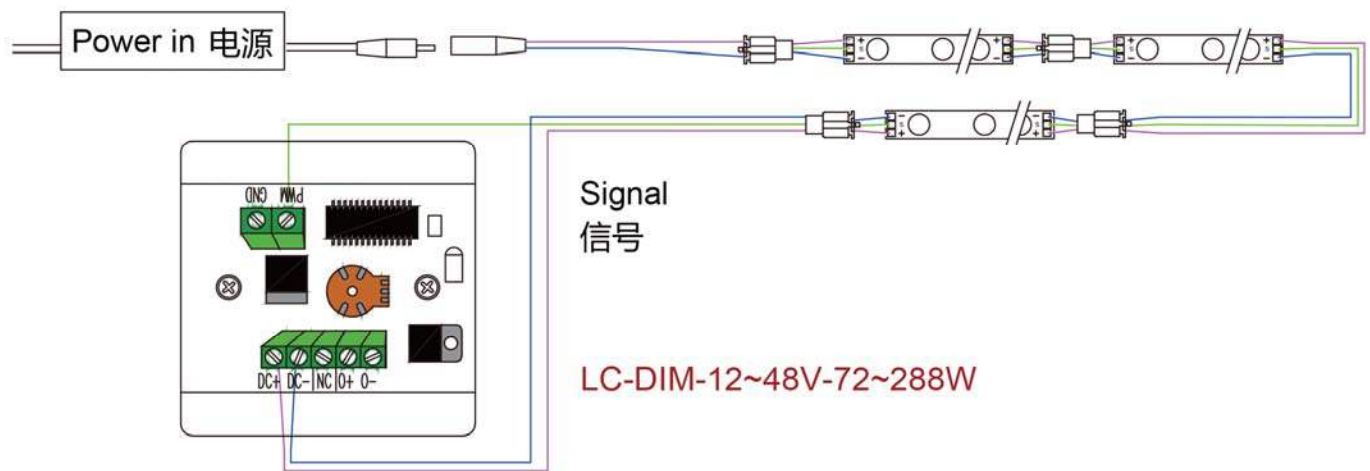 Power in 电源
+ S - + S - + S - + S -
- S + - S +
GND PWM
Signal
信号
LC-DIM-12~48V-72~288W
DC+ DC- NC O+ O-